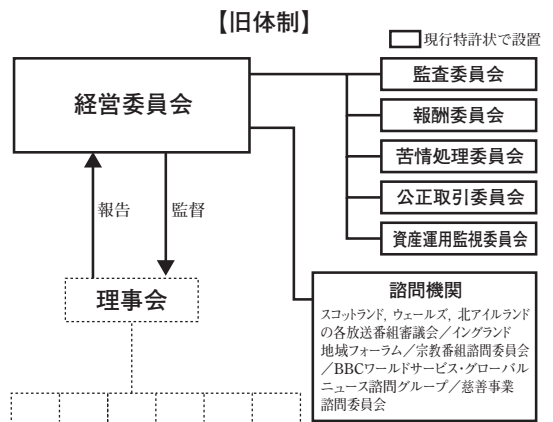 【旧体制】
現行特許状で設置
経営委員会
監査委員会
報酬委員会
苦情処理委員会
公正取引委員会
資産運用監視委員会
報告
監督
理事会
諮問機関
スコットランド, ウェールズ, 北アイルランド
の各放送番組審議会／イングランド
地域フォーラム／宗教番組諮問委員会
／BBCワールドサービス・グローバル
ニュース諮問グループ／慈善事業
諮問委員会